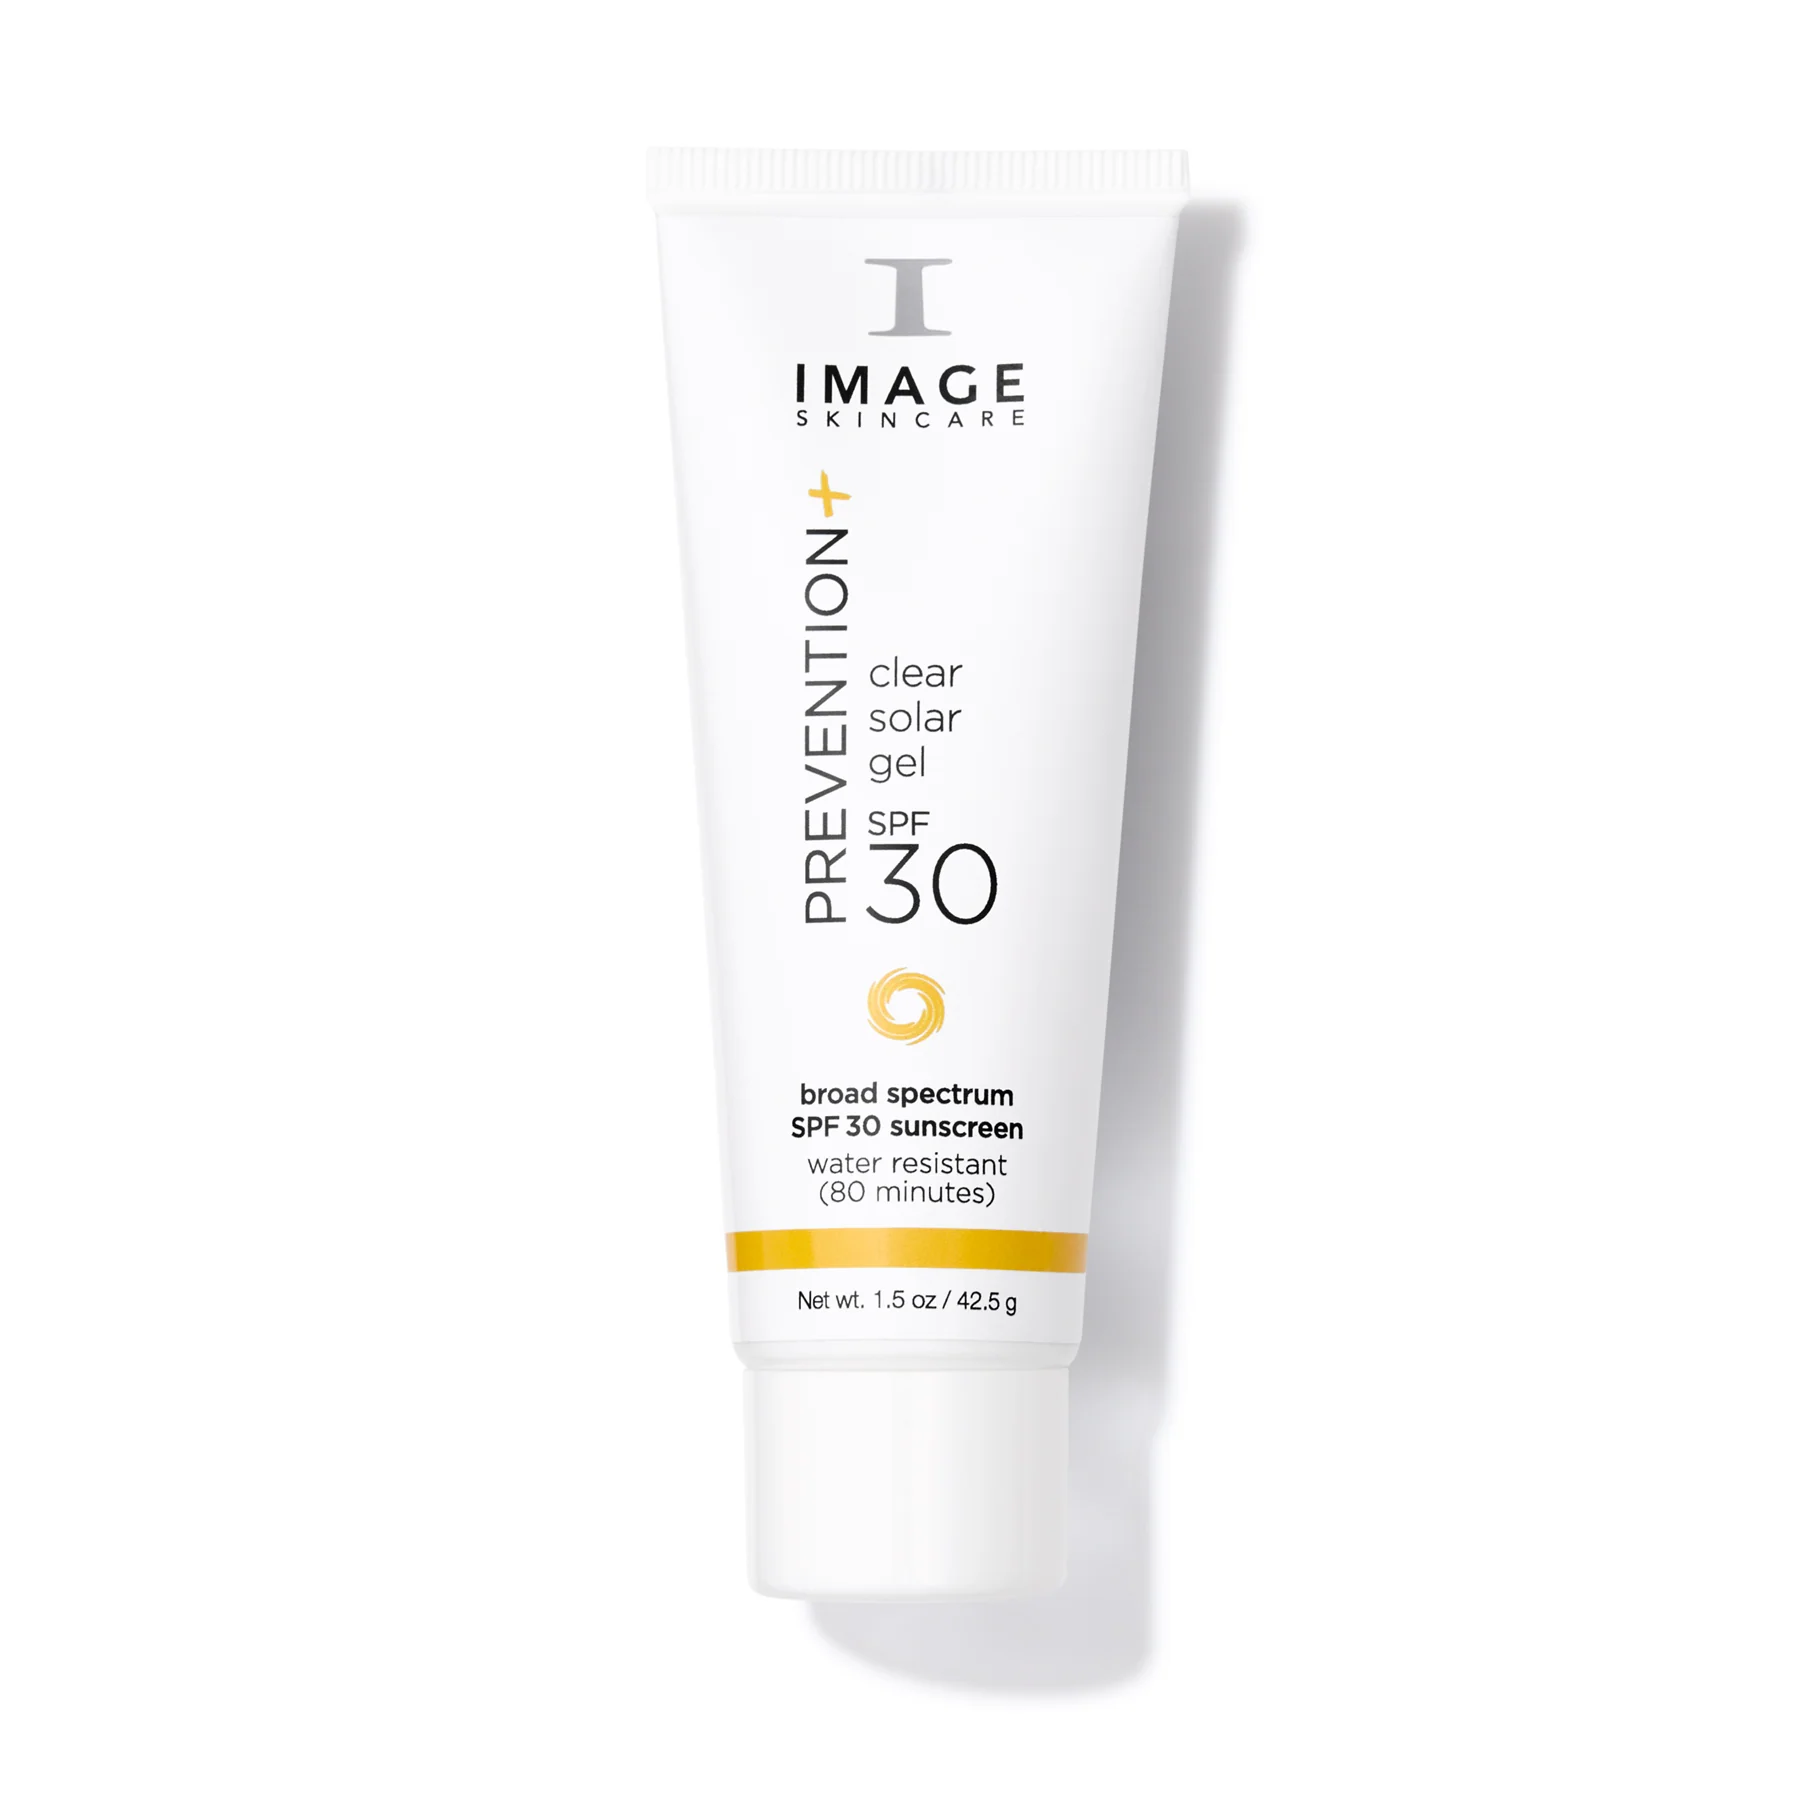 I
IMAGE
SKINCARE
PREVENTION+
clear
solar
gel
SPF
30
broad spectrum
SPF 30 sunscreen
water resistant
(80 minutes)
Net wt. 1.5 oz / 42.5 g